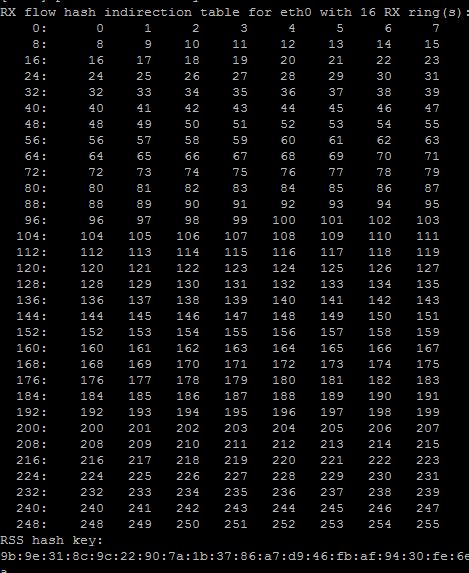 RX flow hash indirection table for eth0 with 16 RX ring(s):
0: 0 1 2 3 4 5 6 7
8: 8 9 10 11 12 13 14 15
16: 16 17 18 19 20 21 22 23
24: 24 25 26 27 28 29 30 31
32: 32 33 34 35 36 37 38 39
40: 40 41 42 43 44 45 46 47
48: 48 49 50 51 52 53 54 55
56: 56 57 58 59 60 61 62 63
64: 64 65 66 67 68 69 70 71
72: 72 73 74 75 76 77 78 79
80: 80 81 82 83 84 85 86 87
88: 88 89 90 91 92 93 94 95
96: 96 97 98 99 100 101 102 103
104: 104 105 106 107 108 109 110 111
112: 112 113 114 115 116 117 118 119
120: 120 121 122 123 124 125 126 127
128: 128 129 130 131 132 133 134 135
136: 136 137 138 139 140 141 142 143
144: 144 145 146 147 148 149 150 151
152: 152 153 154 155 156 157 158 159
160: 160 161 162 163 164 165 166 167
168: 168 169 170 171 172 173 174 175
176: 176 177 178 179 180 181 182 183
184: 184 185 186 187 188 189 190 191
192: 192 193 194 195 196 197 198 199
200: 200 201 202 203 204 205 206 207
208: 208 209 210 211 212 213 214 215
216: 216 217 218 219 220 221 222 223
224: 224 225 226 227 228 229 230 231
232: 232 233 234 235 236 237 238 239
240: 240 241 242 243 244 245 246 247
248: 248 249 250 251 252 253 254 255
RSS hash key:
9b:9e:31:8c:9c:22:90:7a:1b:37:86:a7:d9:46:fb:af:94:30:fe:6e